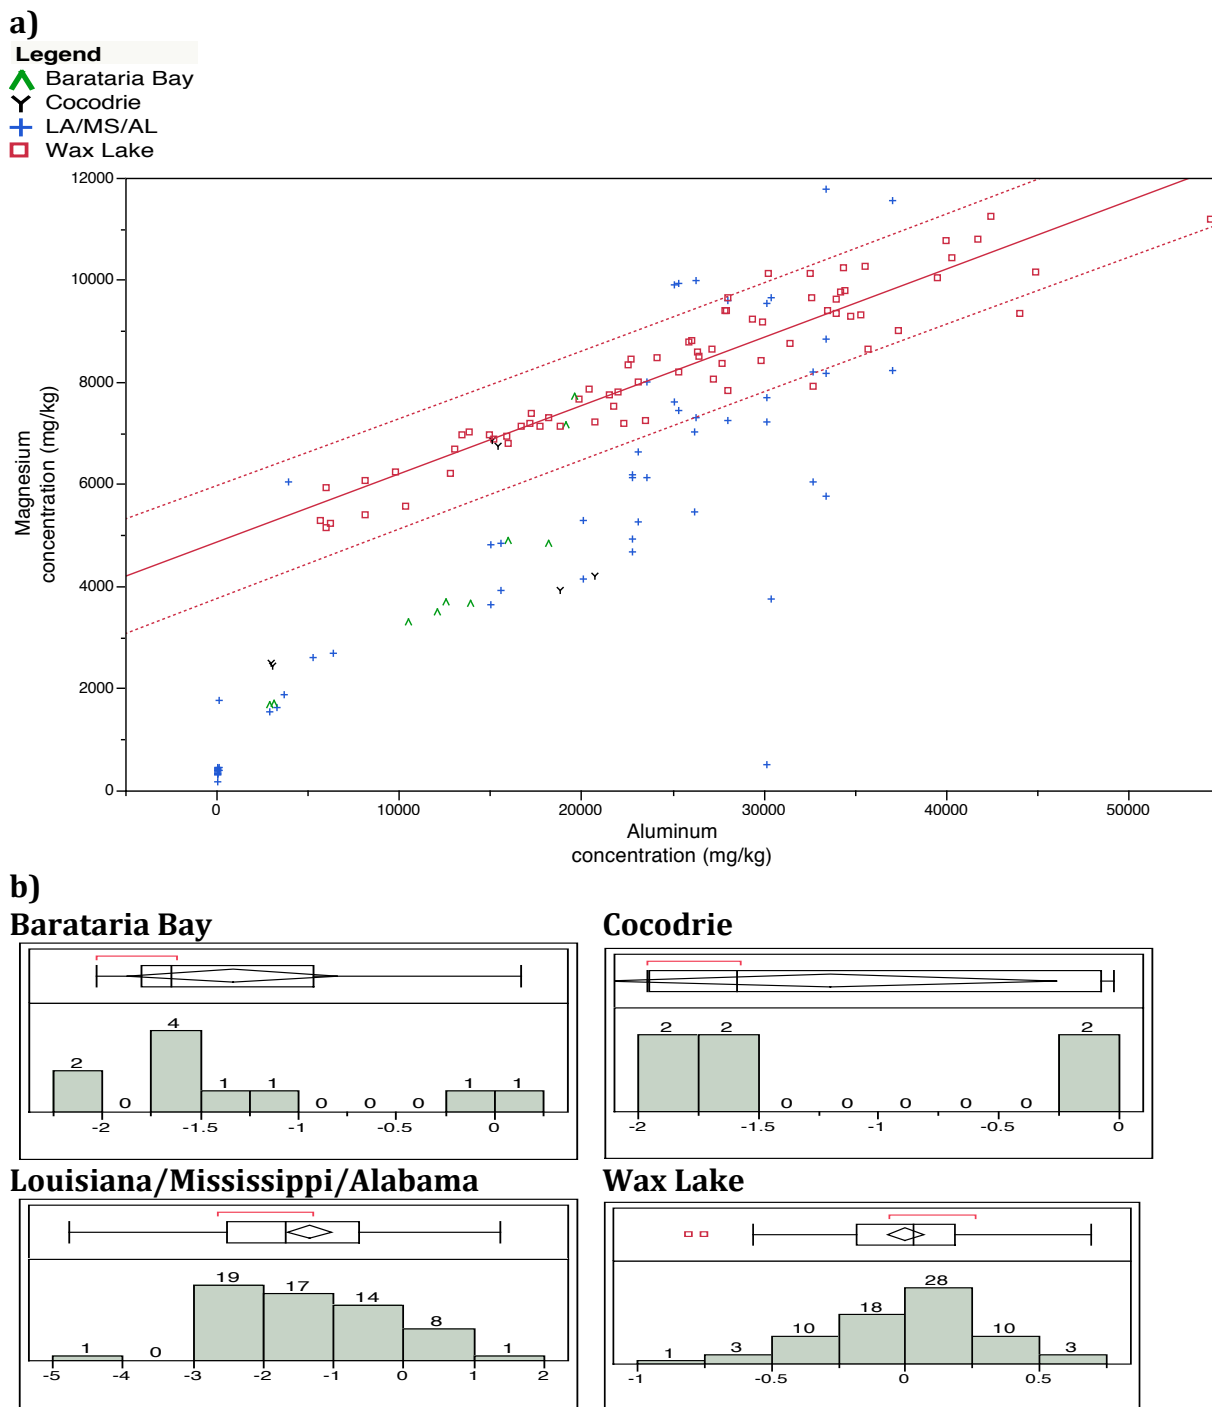 a)
Legend
Barataria Bay
Cocodrie
LA/MS/AL
Wax Lake
12000
10000
8000
6000
4000
2000
0
Magnesium
concentration (mg/kg)
0 10000 20000 30000 40000 50000
Aluminum
concentration (mg/kg)
b)
Barataria Bay
2 0 4 1 1 0 0 0 1 1
-2 -1.5 -1 -0.5 0
Cocodrie
2 2 0 0 0 0 0 2
-2 -1.5 -1 -0.5 0
Louisiana/Mississippi/Alabama
1 0 19 17 14 8 1
-5 -4 -3 -2 -1 0 1 2
Wax Lake
1 3 10 18 28 10 3
-1 -0.5 0 0.5